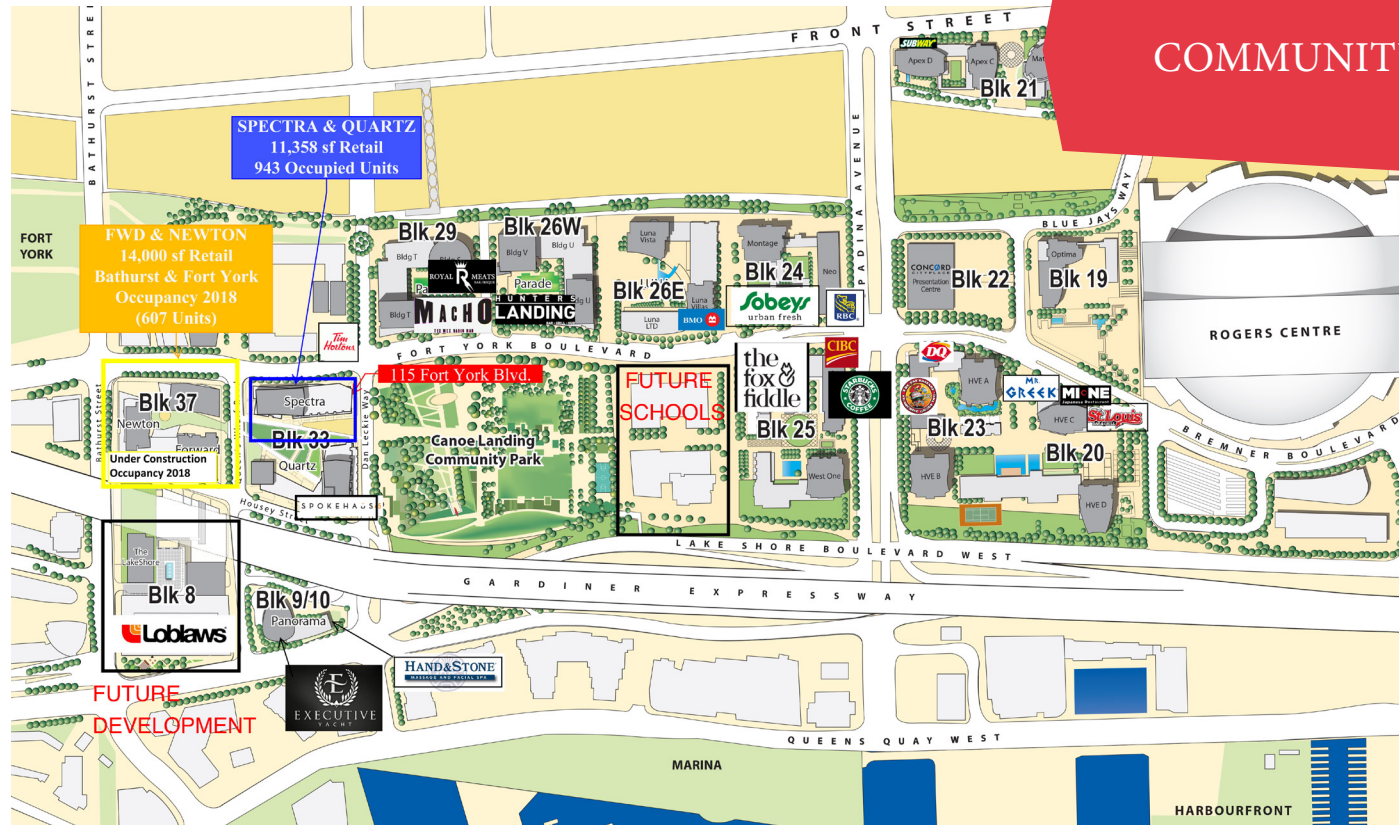 COMMUNIT
FRONT STREET
BATHURST STREET
SUBWAY
Apex D
Apex C
Blk 21
SPADINA AVENUE
BLUE JAYS WAY
SPECTRA & QUARTZ
11,358 sf Retail
943 Occupied Units
FORT
YORK
FWD & NEWTON
14,000 sf Retail
Bathurst & Fort York
Occupancy 2018
(607 Units)
Blk 29
Bldg T
ROYAL R MEATS
Bldg T
MACHO
Blk 26W
Bldg V
Bldg U
Parade
HUNTERS
LANDING
Luna
Vista
Blk 26E
Luna
Villas
Luna
LTD
BMO
Montage
Blk 24
Neo
Sobeys
urban fresh
RBC
CONCORD
CITYPLACE
Presentation
Centre
Blk 22
Optima
Blk 19
ROGERS CENTRE
Tim
Hortons
FORT YORK BOULEVARD
115 Fort York Blvd.
Bathurst Street
Blk 37
Newton
Forward
Under Construction
Occupancy 2018
Spectra
Blk 33
Quartz
Dan Leckie Way
Housey Street
SPOKEHAUS
Canoe Landing
Community Park
FUTURE
SCHOOLS
the
fox &
fiddle
CIBC
STARBUCKS
COFFEE
Blk 25
West One
DQ
HVE A
MR.
GREEK
MI-NE
St. Louis
HVE C
Blk 23
Blk 20
HVE B
HVE D
BREMNER BOULEVARD
LAKE SHORE BOULEVARD WEST
GARDINER EXPRESSWAY
The
LakeShore
Blk 8
Loblaws
FUTURE
DEVELOPMENT
Blk 9/10
Panorama
HAND & STONE
MASSAGE AND FACIAL SPA
E
EXECUTIVE
YACHT
QUEENS QUAY WEST
MARINA
HARBOURFRONT